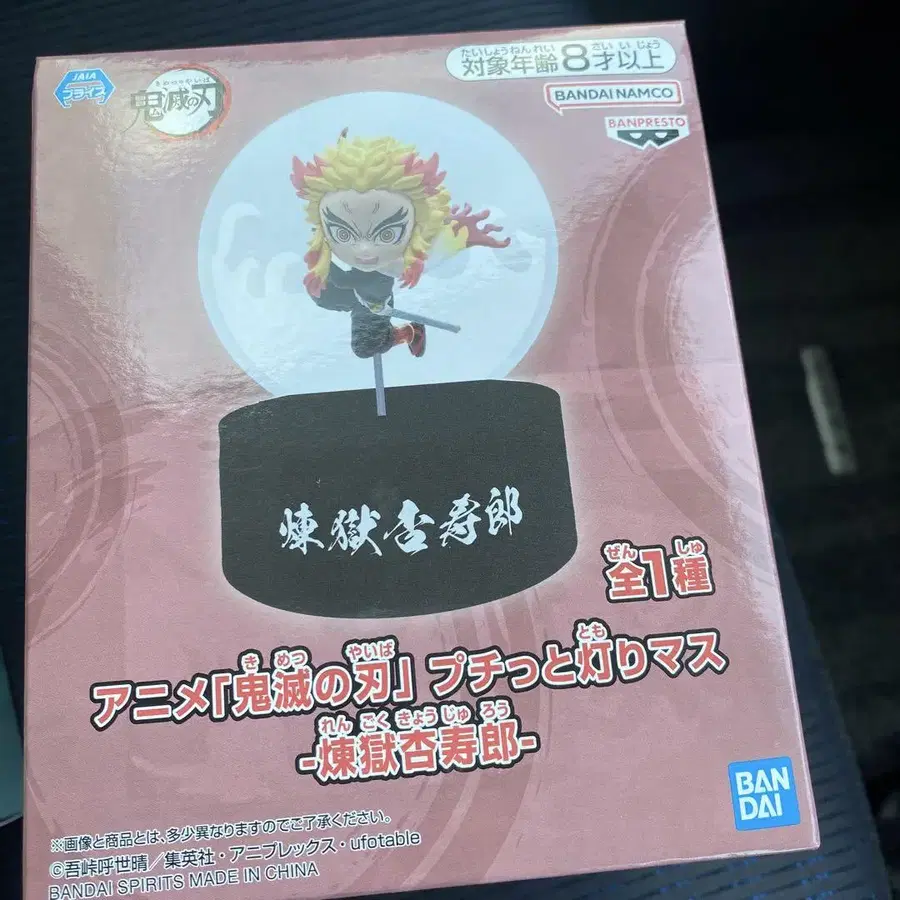 JAIA
プライズ
きめつのやいば
鬼滅の刃
たいしょうねんれい さい いじょう
対象年齢8才以上
BANDAI NAMCO
BANPRESTO
煉獄杏寿郎
ぜん しゅ
全1種
き めつ やいば とも
アニメ「鬼滅の刃」プチっと灯りマス
れん ごく きょう じゅ ろう
-煉獄杏寿郎-
BAN
DAI
※画像と商品とは、多少異なりますのでご了承ください。
©吾峠呼世晴／集英社・アニプレックス・ufotable
BANDAI SPIRITS MADE IN CHINA